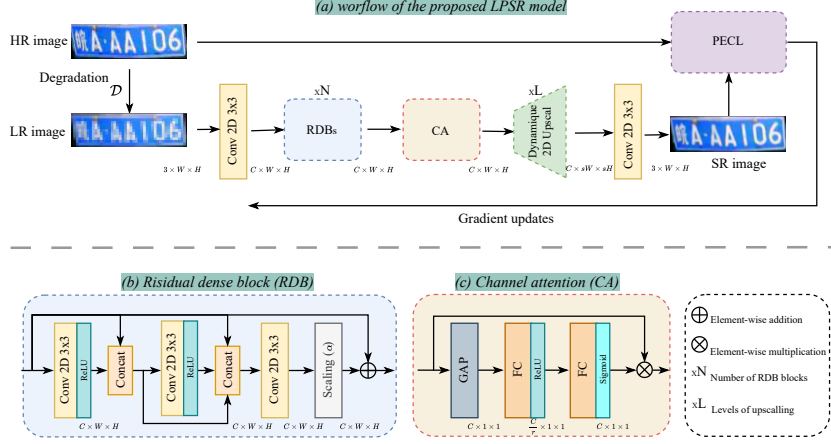 (a) worflow of the proposed LPSR model
HR image
皖A·AA106
PECL
Degradation
𝒟
xN
xL
LR image
Conv 2D 3x3
RDBs
CA
Dynamique
2D Upscal
Conv 2D 3x3
皖A·AA106
3 × W × H
C × W × H
C × W × H
C × W × H
C × sW × sH
3 × W × H
SR image
Gradient updates
(b) Risidual dense block (RDB)
Conv 2D 3x3
ReLU
Concat
Conv 2D 3x3
ReLU
Concat
Conv 2D 3x3
Scaling (α)
C × W × H
C × W × H
C × W × H
C × W × H
(c) Channel attention (CA)
GAP
FC
ReLU
FC
Sigmoid
C × 1 × 1
C/r × 1 × 1
C × 1 × 1
Element-wise addition
Element-wise multiplication
xN Number of RDB blocks
xL Levels of upscalling